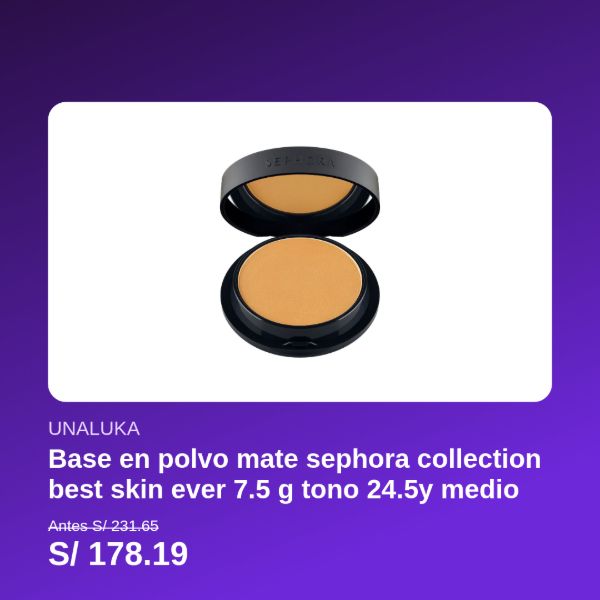 SEPHORA
UNALUKA
Base en polvo mate sephora collection
best skin ever 7.5 g tono 24.5y medio
Antes S/ 231.65
S/ 178.19